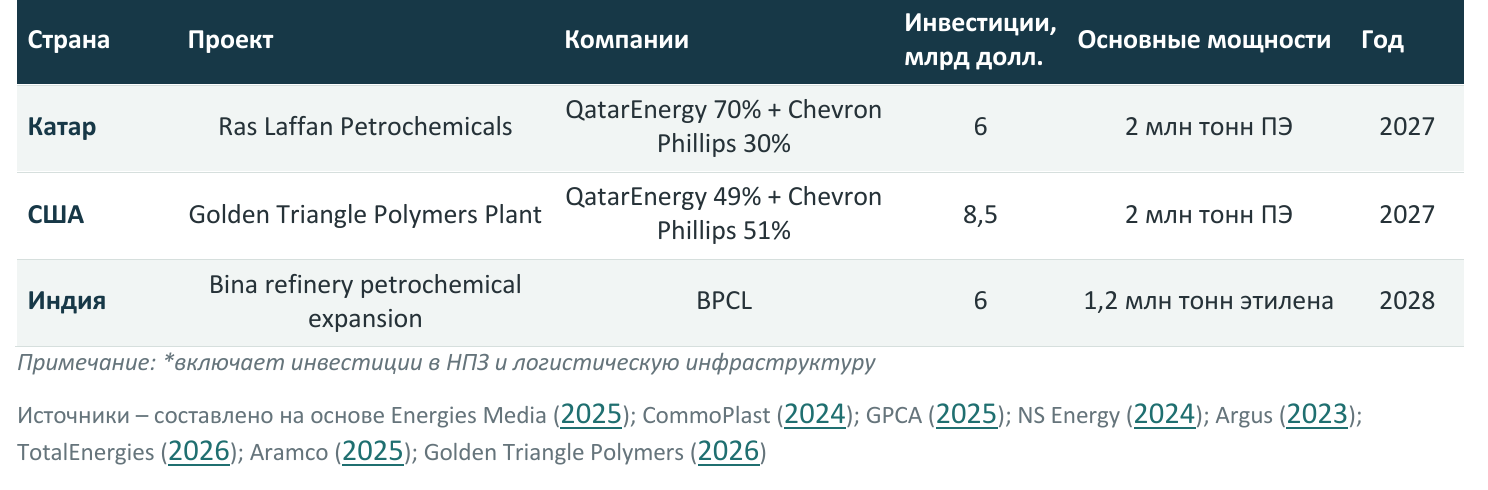 Страна Проект Компании Инвестиции, млрд долл. Основные мощности Год
Катар Ras Laffan Petrochemicals QatarEnergy 70% + Chevron Phillips 30% 6 2 млн тонн ПЭ 2027
США Golden Triangle Polymers Plant QatarEnergy 49% + Chevron Phillips 51% 8,5 2 млн тонн ПЭ 2027
Индия Bina refinery petrochemical expansion BPCL 6 1,2 млн тонн этилена 2028
Примечание: *включает инвестиции в НПЗ и логистическую инфраструктуру
Источники – составлено на основе Energies Media (2025); CommoPlast (2024); GPCA (2025); NS Energy (2024); Argus (2023);
TotalEnergies (2026); Aramco (2025); Golden Triangle Polymers (2026)